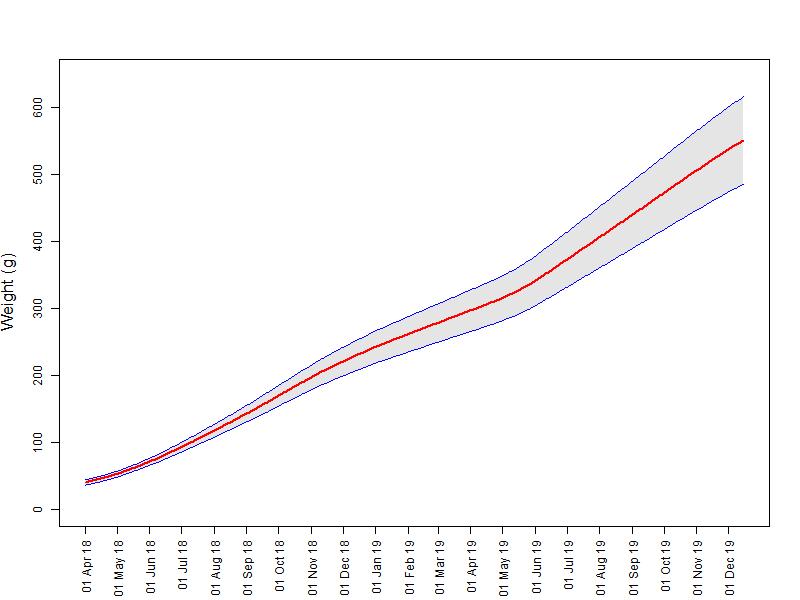 Weight (g)
600
500
400
300
200
100
0
01 Apr 18
01 May 18
01 Jun 18
01 Jul 18
01 Aug 18
01 Sep 18
01 Oct 18
01 Nov 18
01 Dec 18
01 Jan 19
01 Feb 19
01 Mar 19
01 Apr 19
01 May 19
01 Jun 19
01 Jul 19
01 Aug 19
01 Sep 19
01 Oct 19
01 Nov 19
01 Dec 19